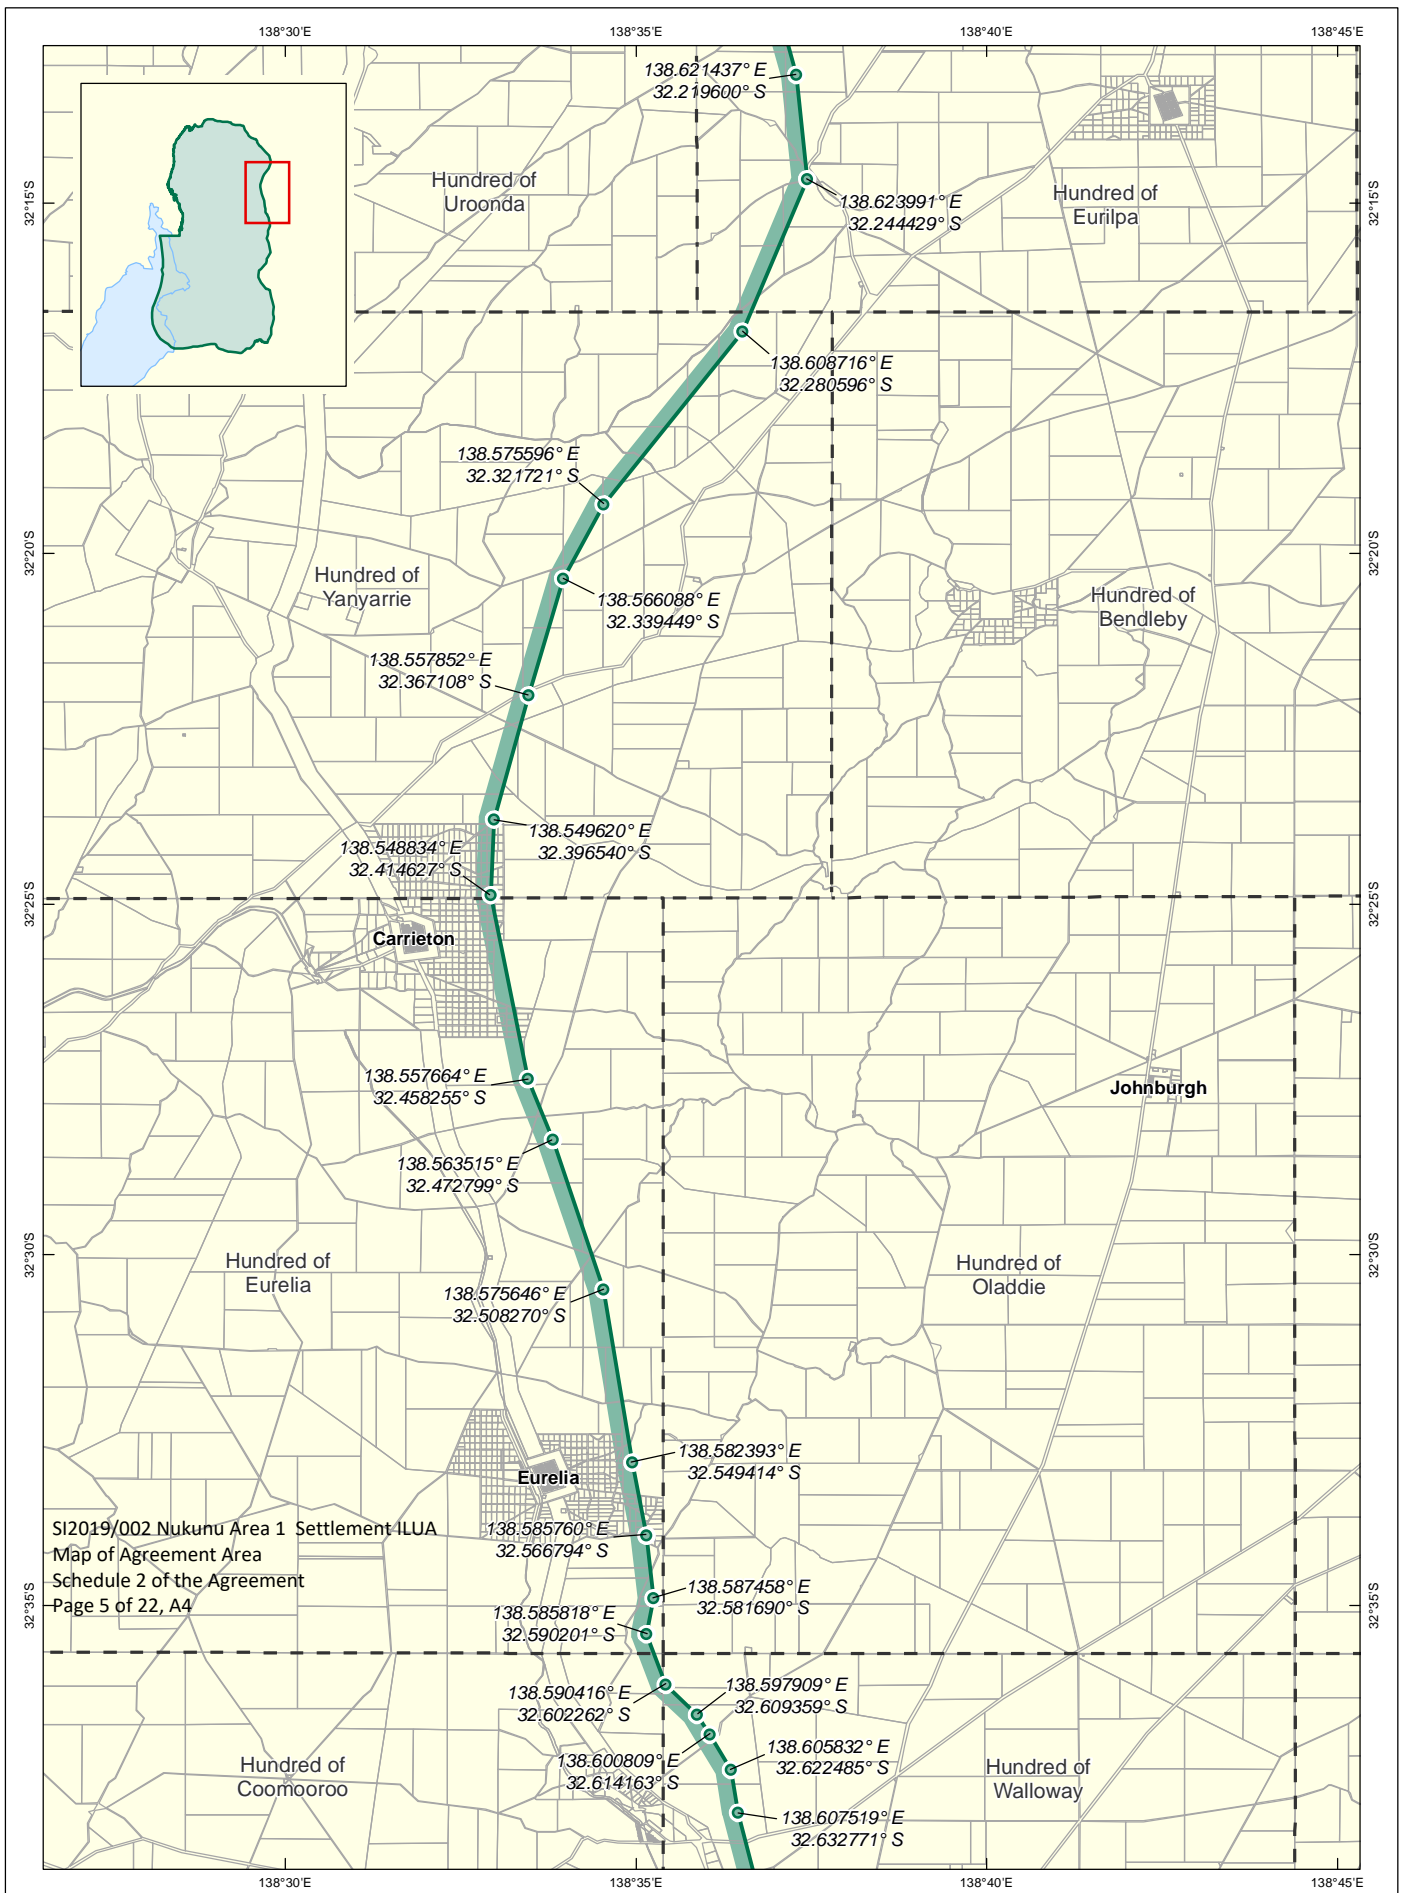 138°30'E
138°35'E
138°40'E
138°45'E
138.621437° E
32.219600° S
Hundred of
Uroonda
Hundred of
Eurilpa
32°15'S
32°15'S
138.623991° E
32.244429° S
138.608716° E
32.280596° S
138.575596° E
32.321721° S
32°20'S
32°20'S
Hundred of
Yanyarrie
138.566088° E
32.339449° S
Hundred of
Bendleby
138.557852° E
32.367108° S
138.549620° E
32.396540° S
138.548834° E
32.414627° S
32°25'S
32°25'S
Carrieton
138.557664° E
32.458255° S
Johnburgh
138.563515° E
32.472799° S
32°30'S
32°30'S
Hundred of
Eurelia
Hundred of
Oladdie
138.575646° E
32.508270° S
138.582393° E
32.549414° S
Eurelia
SI2019/002 Nukunu Area 1 Settlement ILUA
Map of Agreement Area
Schedule 2 of the Agreement
Page 5 of 22, A4
138.585760° E
32.566794° S
138.587458° E
32.581690° S
32°35'S
32°35'S
138.585818° E
32.590201° S
138.590416° E
32.602262° S
138.597909° E
32.609359° S
138.600809° E
32.614163° S
138.605832° E
32.622485° S
Hundred of
Coomooroo
Hundred of
Walloway
138.607519° E
32.632771° S
138°30'E
138°35'E
138°40'E
138°45'E